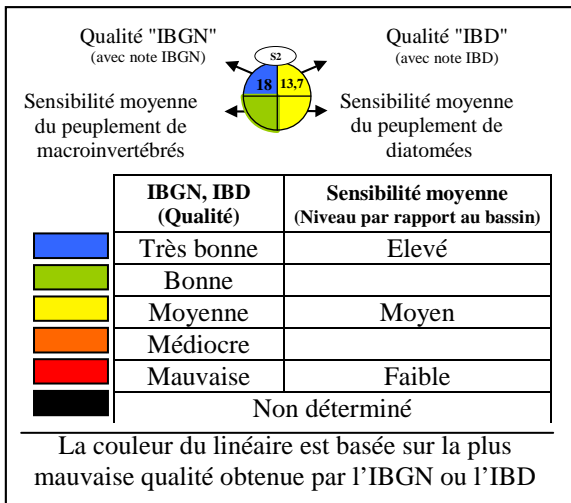 Qualité "IBGN"
(avec note IBGN)
S2
Qualité "IBD"
(avec note IBD)
18 13,7
Sensibilité moyenne
du peuplement de
macroinvertébrés
Sensibilité moyenne
du peuplement de
diatomées
IBGN, IBD
(Qualité)
Sensibilité moyenne
(Niveau par rapport au bassin)
Très bonne Elevé
Bonne
Moyenne Moyen
Médiocre
Mauvaise Faible
Non déterminé
La couleur du linéaire est basée sur la plus
mauvaise qualité obtenue par l'IBGN ou l'IBD